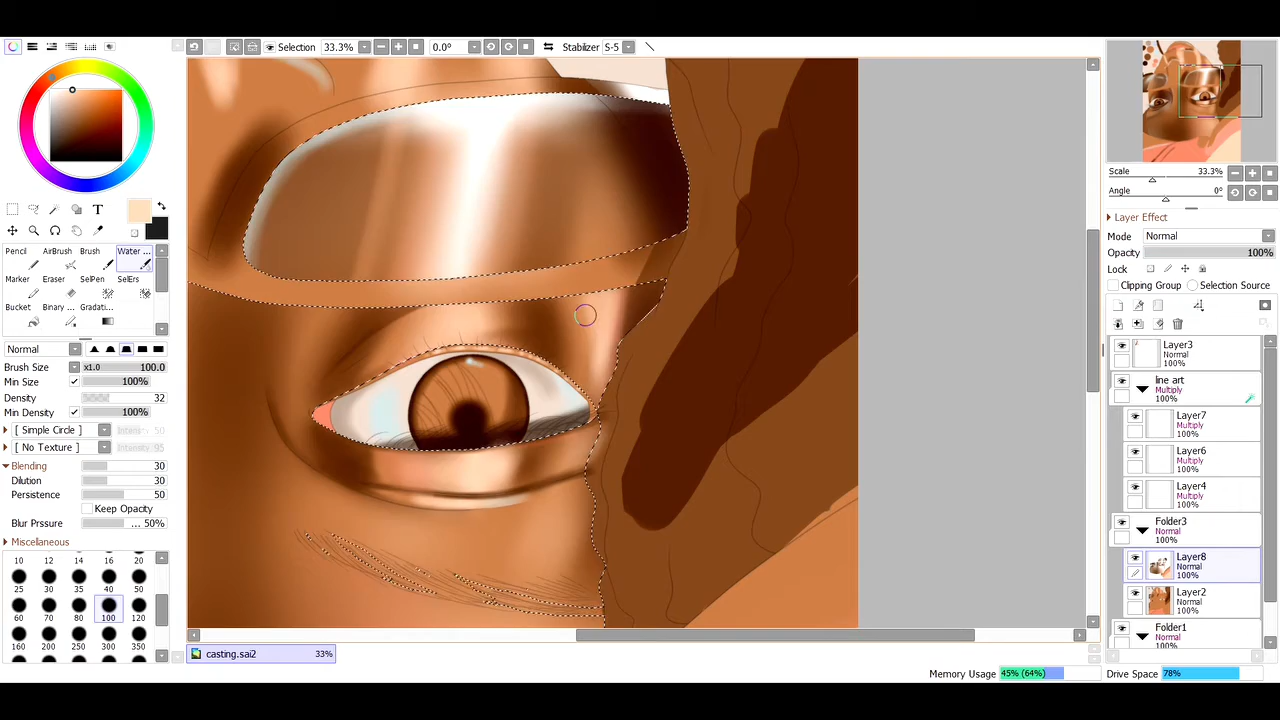 Selection 33.3% 0.0° Stabilizer S-5
T
Pencil AirBrush Brush Water ...
Marker Eraser SelPen SelErs
Bucket Binary ... Gradati...
Normal
Brush Size x1.0 100.0
Min Size 100%
Density 32
Min Density 100%
[ Simple Circle ] Intensi... 50
[ No Texture ] Intensity 95
Blending 30
Dilution 30
Persistence 50
Keep Opacity
Blur Prssure ... 50%
Miscellaneous
10 12 14 16 20
25 30 35 40 50
60 70 80 100 120
160 200 250 300 350
casting.sai2 33%
Scale 33.3%
Angle 0°
Layer Effect
Mode Normal
Opacity 100%
Lock
Clipping Group Selection Source
Layer3
Normal
100%
line art
Multiply
100%
Layer7
Multiply
100%
Layer6
Multiply
100%
Layer4
Multiply
100%
Folder3
Normal
100%
Layer8
Normal
100%
Layer2
Normal
100%
Folder1
Normal
Memory Usage 45% (64%) Drive Space 78%